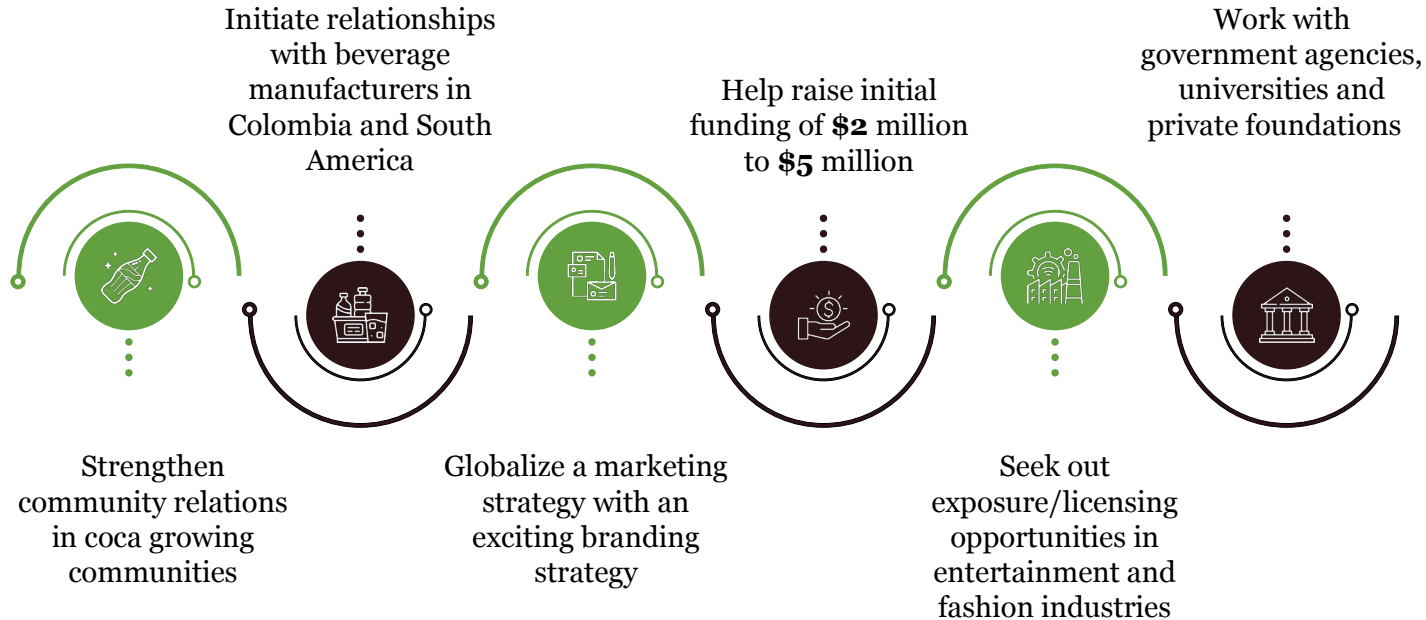 Strengthen
community relations
in coca growing
communities
Initiate relationships
with beverage
manufacturers in
Colombia and South
America
Globalize a marketing
strategy with an
exciting branding
strategy
Help raise initial
funding of $2 million
to $5 million
Seek out
exposure/licensing
opportunities in
entertainment and
fashion industries
Work with
government agencies,
universities and
private foundations